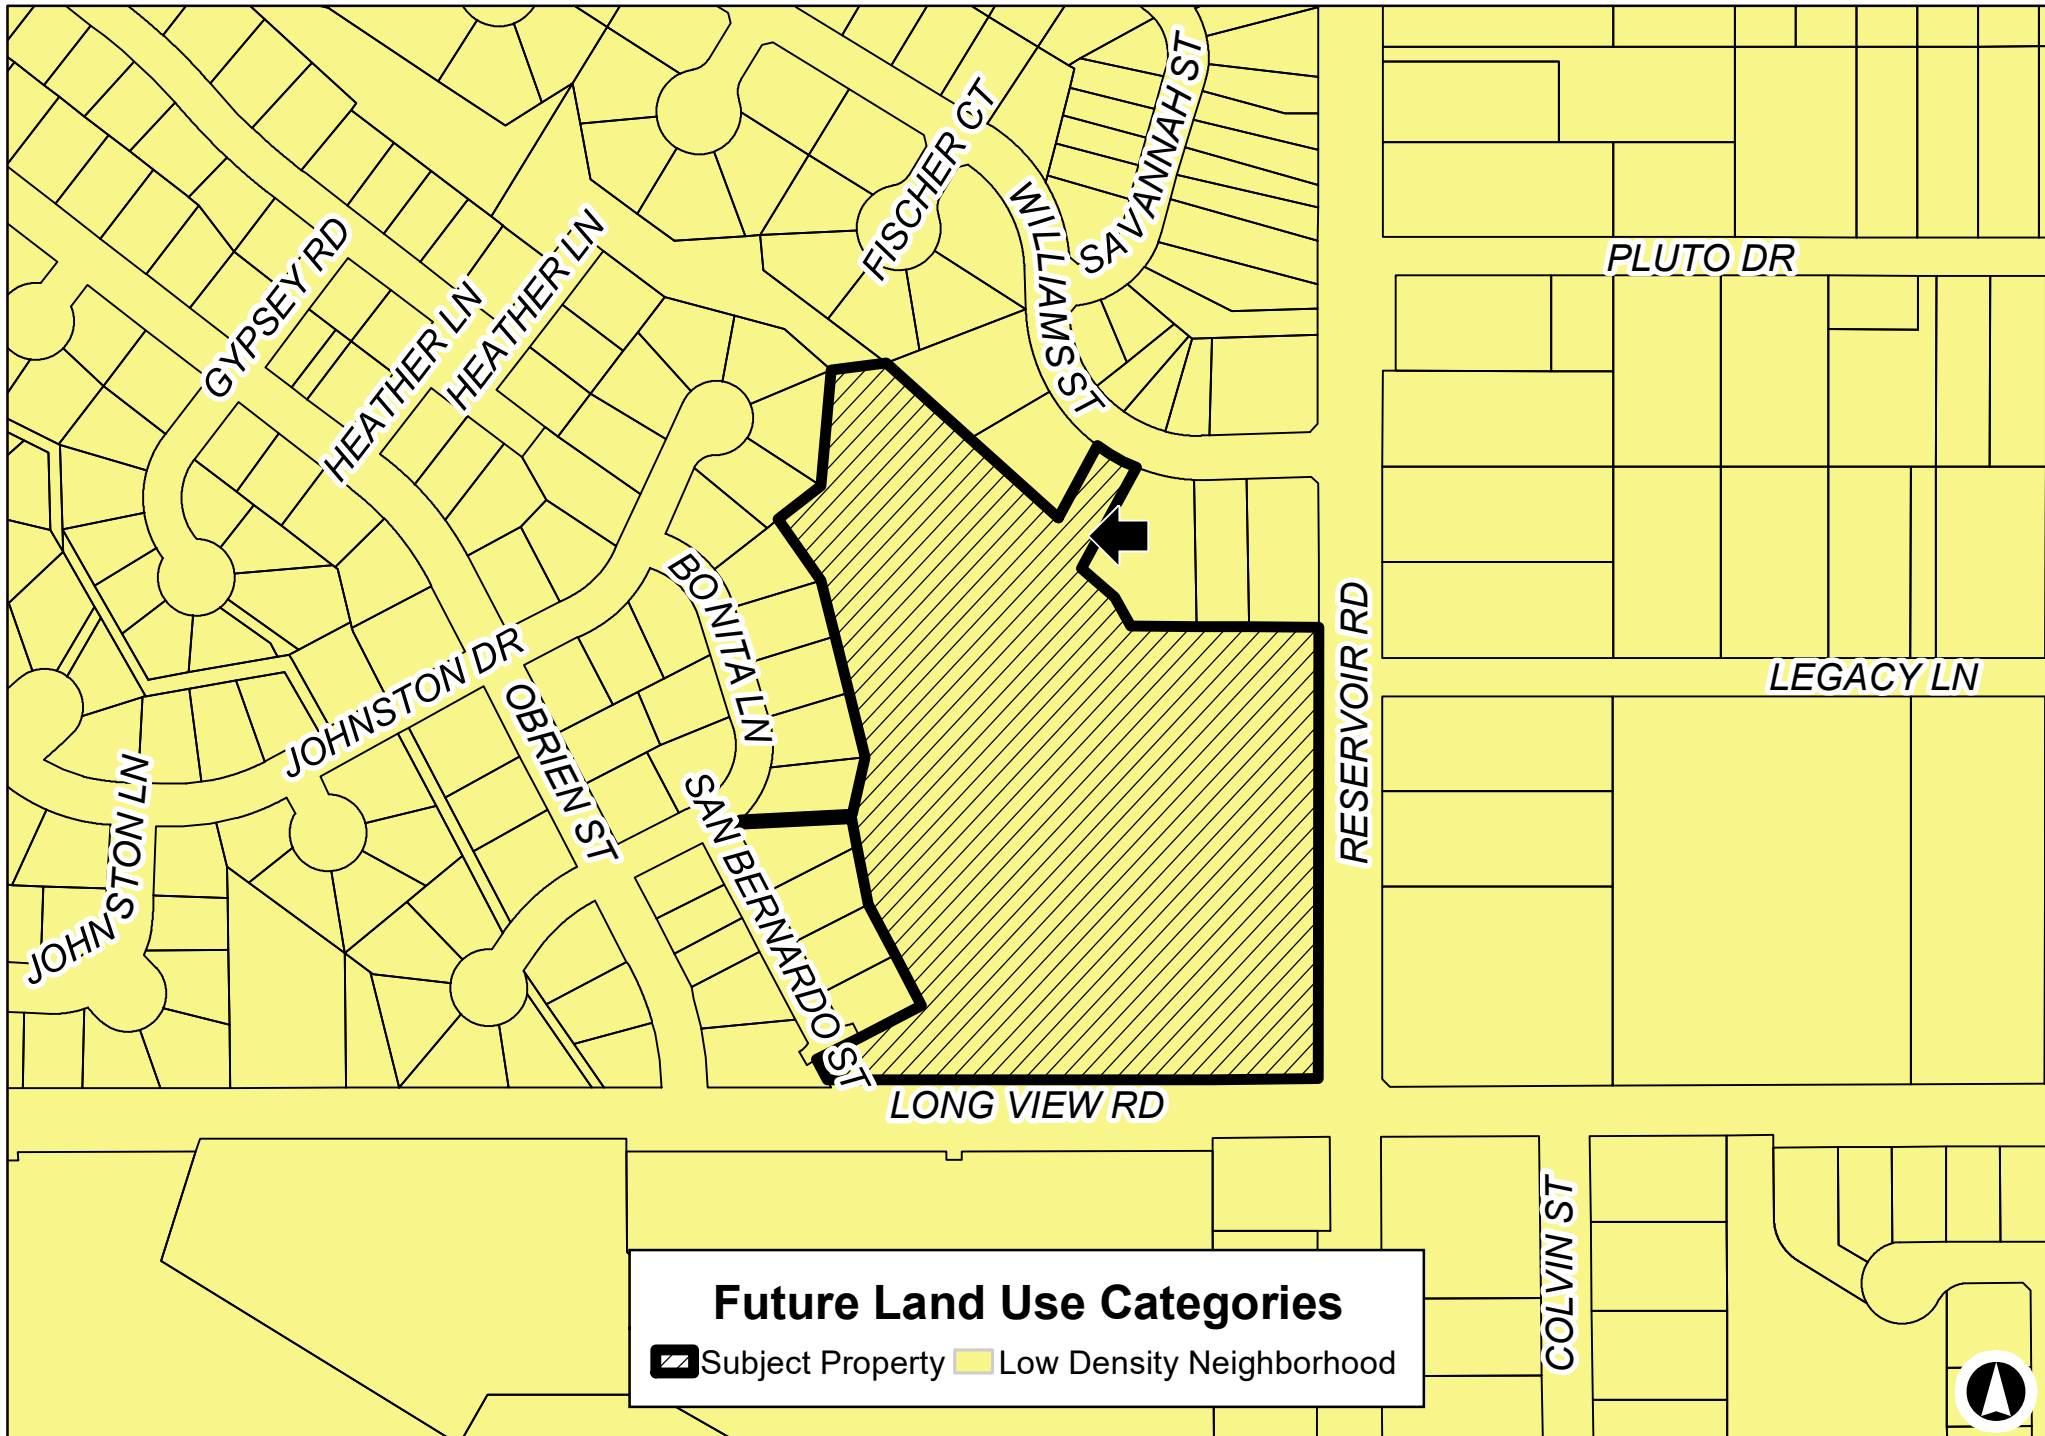 SAVANNAH ST
FISCHER CT
WILLIAMS ST
GYPSEY RD
HEATHER LN
HEATHER LN
PLUTO DR
BONITA LN
JOHNSTON DR
OBRIEN ST
RESERVOIR RD
LEGACY LN
JOHNSTON LN
SAN BERNARDO ST
LONG VIEW RD
COLVIN ST
Future Land Use Categories
Subject Property Low Density Neighborhood